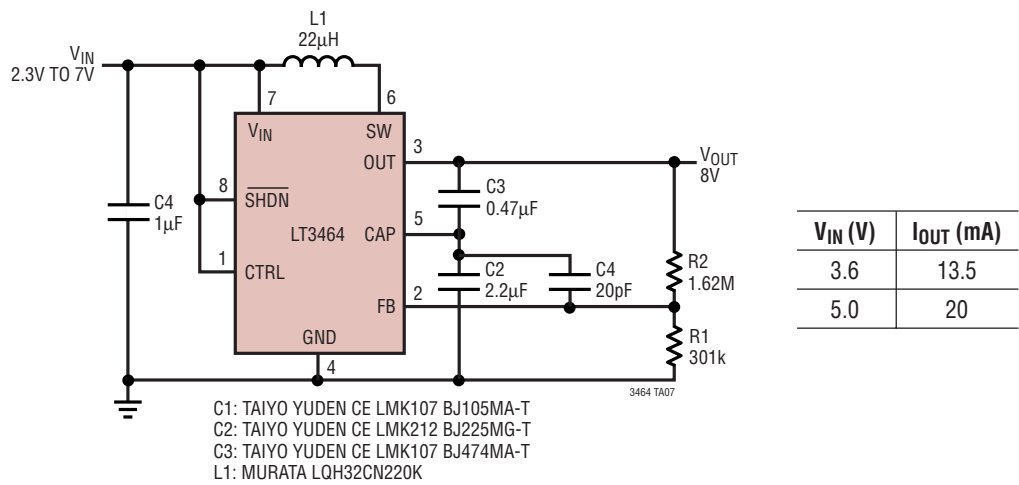 L1
22μH
VIN
2.3V TO 7V
7
6
VIN
SW
3
OUT
VOUT
8V
C3
0.47μF
8
SHDN
C4
1μF
LT3464
5
CAP
VIN (V)
IOUT (mA)
3.6
13.5
5.0
20
1
CTRL
C2
2.2μF
C4
20pF
R2
1.62M
2
FB
GND
4
R1
301k
3464 TA07
C1: TAIYO YUDEN CE LMK107 BJ105MA-T
C2: TAIYO YUDEN CE LMK212 BJ225MG-T
C3: TAIYO YUDEN CE LMK107 BJ474MA-T
L1: MURATA LQH32CN220K